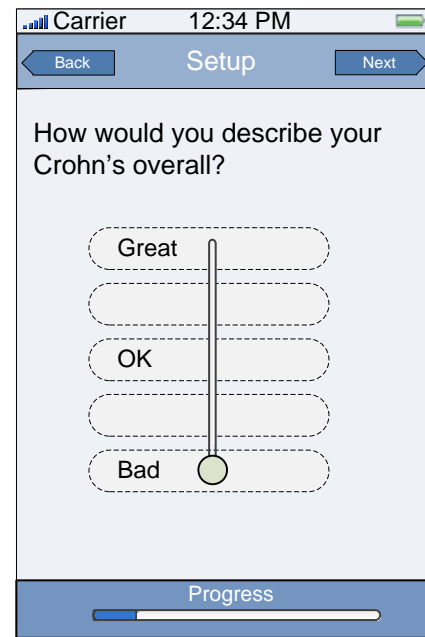 Carrier 12:34 PM
Back Setup Next
How would you describe your
Crohn's overall?
Great
OK
Bad
Progress